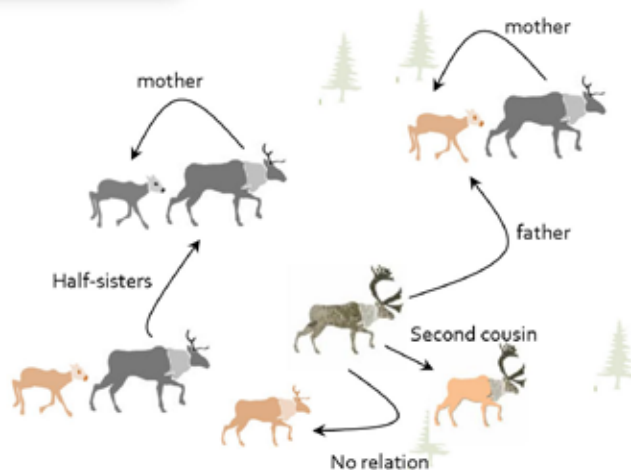 mother
mother
father
Half-sisters
Second cousin
No relation